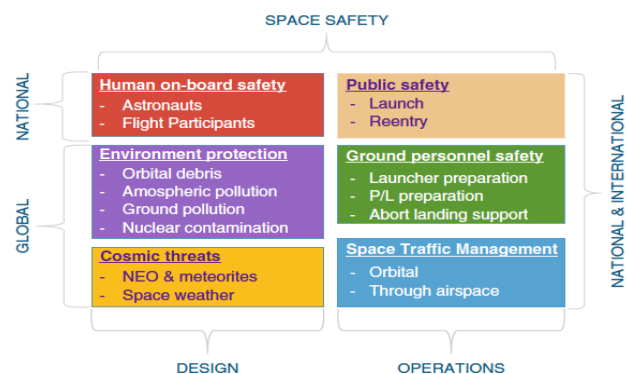 SPACE SAFETY
NATIONAL
Human on-board safety
- Astronauts
- Flight Participants
Public safety
- Launch
- Reentry
GLOBAL
Environment protection
- Orbital debris
- Amospheric pollution
- Ground pollution
- Nuclear contamination
Ground personnel safety
- Launcher preparation
- P/L preparation
- Abort landing support
NATIONAL & INTERNATIONAL
Cosmic threats
- NEO & meteorites
- Space weather
Space Traffic Management
- Orbital
- Through airspace
DESIGN
OPERATIONS